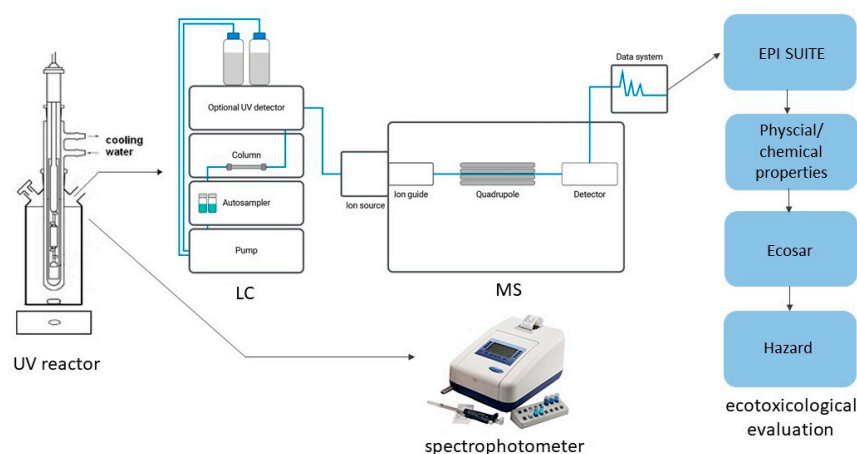 cooling
water
UV reactor
Optional UV detector
Column
Autosampler
Pump
LC
Ion source
Ion guide
Quadrupole
Detector
MS
Data system
spectrophotometer
EPI SUITE
Physcial/
chemical
properties
Ecosar
Hazard
ecotoxicological
evaluation